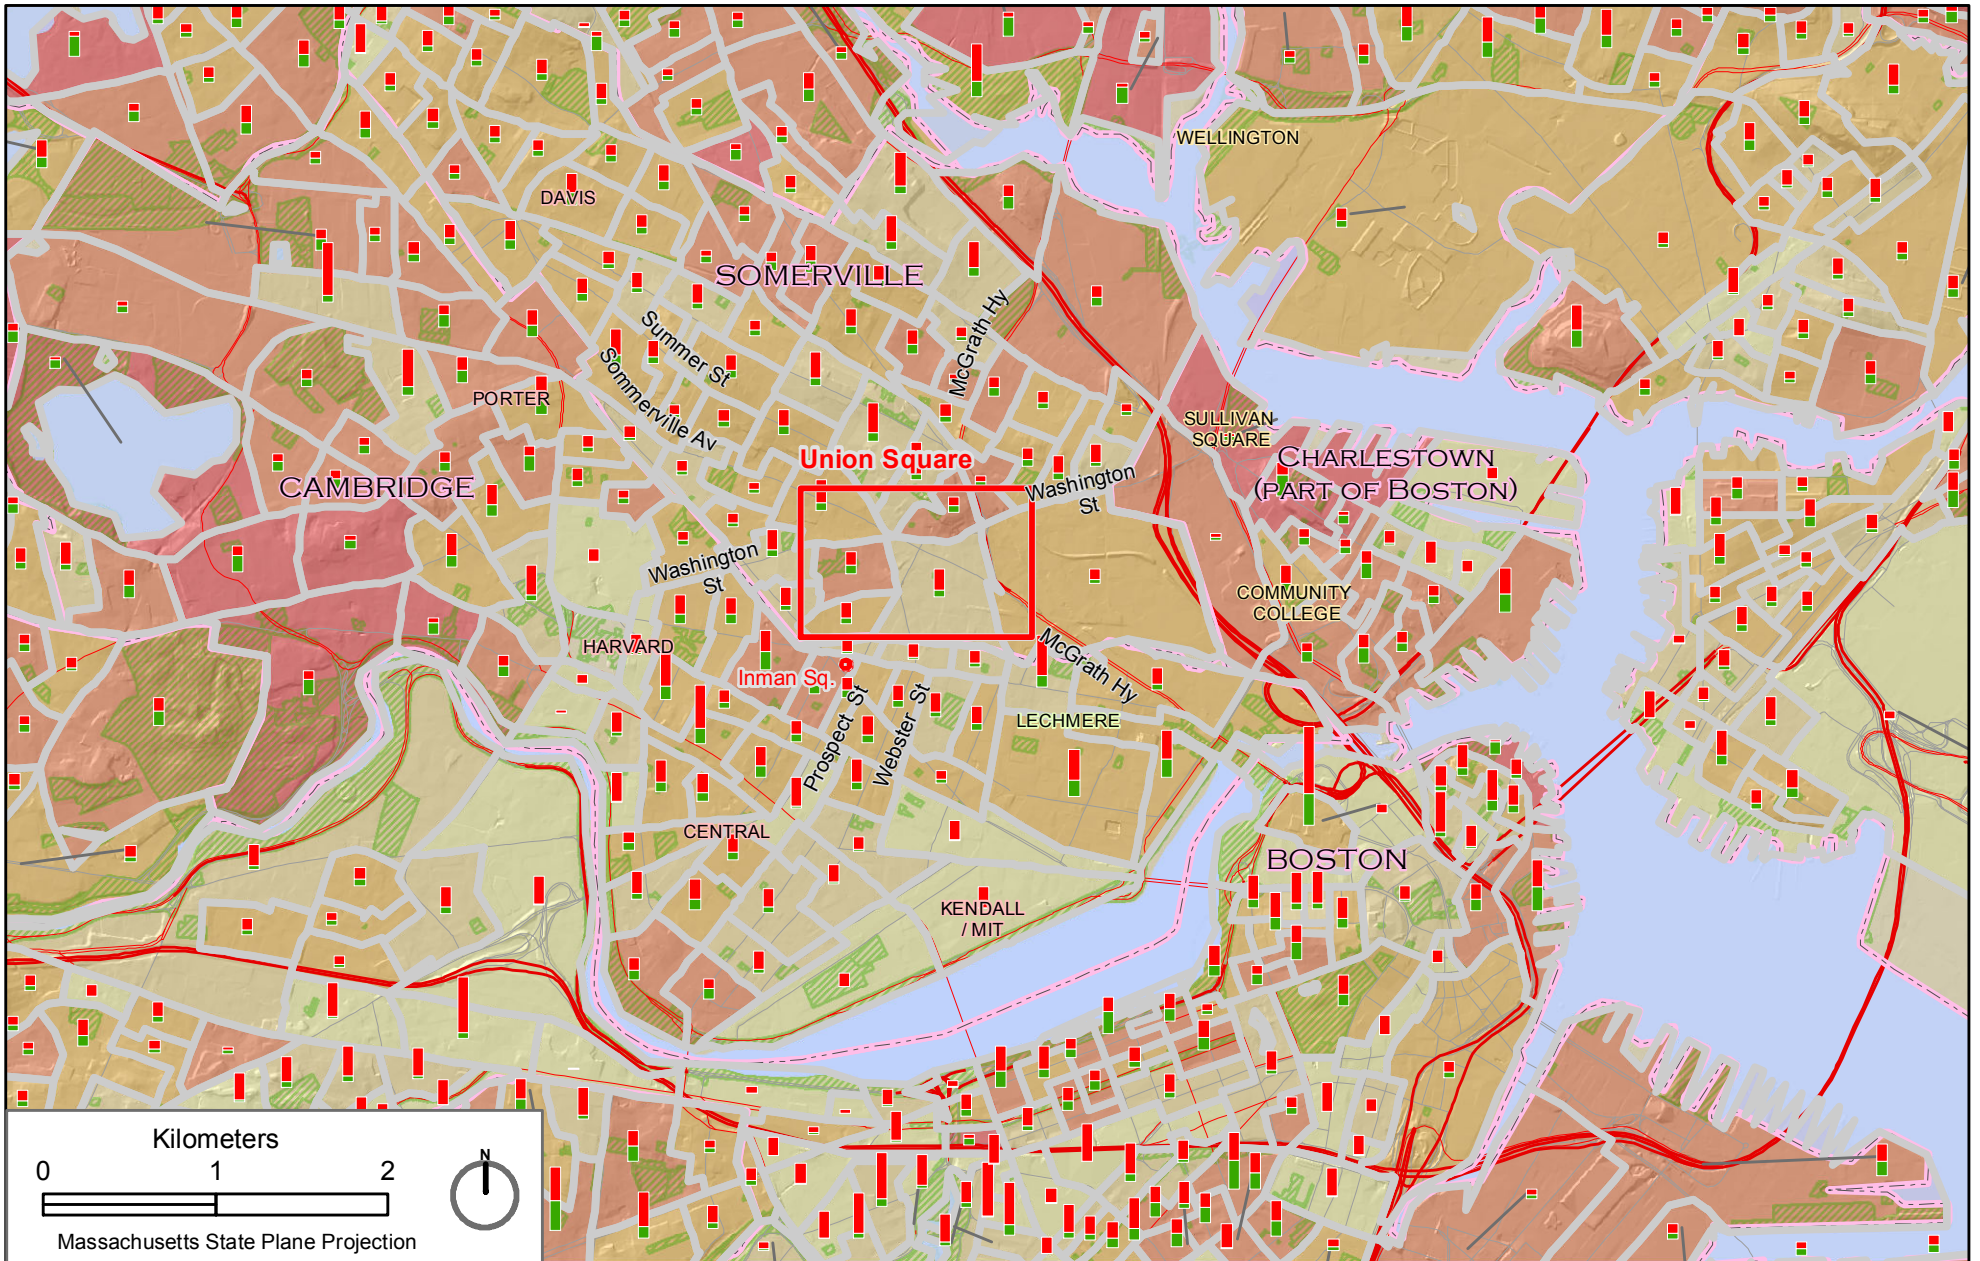 WELLINGTON
DAVIS
SOMERVILLE
McGrath Hy
Summer St
Sommerville Av
PORTER
SULLIVAN
SQUARE
CHARLESTOWN
(PART OF BOSTON)
Union Square
CAMBRIDGE
Washington
St
Washington
St
COMMUNITY
COLLEGE
HARVARD
Inman Sq.
McGrath Hy
Prospect St
Webster St
LECHMERE
CENTRAL
BOSTON
KENDALL
/ MIT
Kilometers
0 1 2
N
Massachusetts State Plane Projection